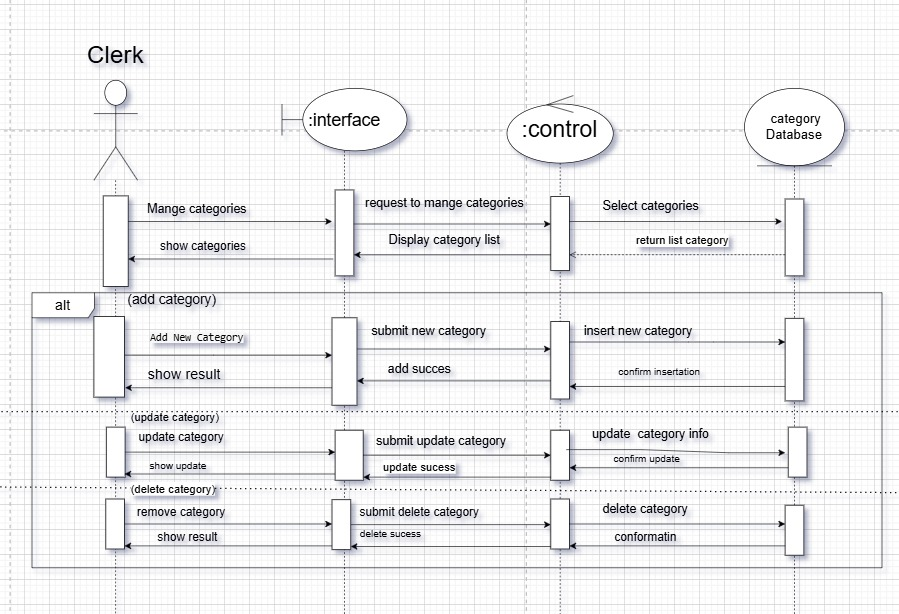 Clerk
:interface
:control
category
Database
Mange categories
request to mange categories
Select categories
show categories
Display category list
return list category
alt
(add category)
Add New Category
submit new category
insert new category
show result
add succes
confirm insertation
(update category)
update category
submit update category
update category info
show update
update sucess
confirm update
(delete category)
remove category
submit delete category
delete category
show result
delete sucess
conformatin